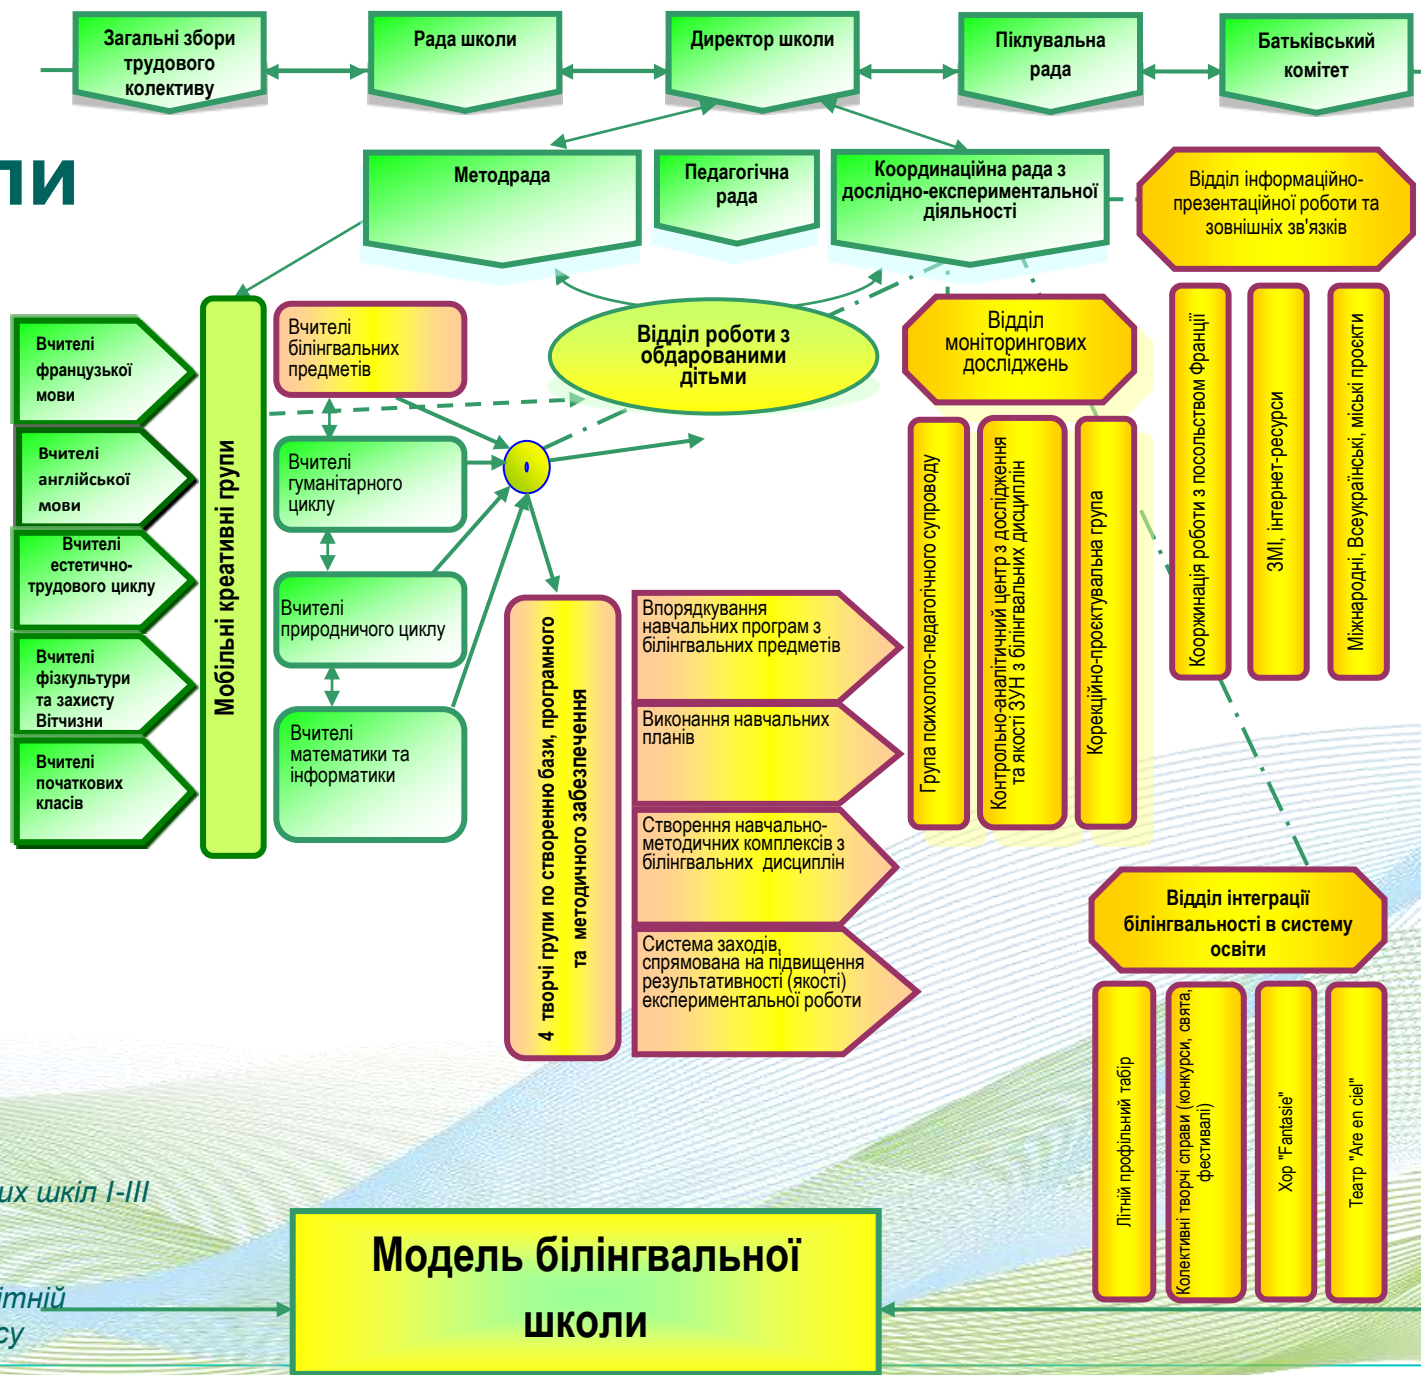 Загальні збори
трудового
колективу
Рада школи
Директор школи
Піклувальна
рада
Батьківський
комітет
ли
Методрада
Педагогічна
рада
Координаційна рада з
дослідно-експериментальної
діяльності
Відділ інформаційно-
презентаційної роботи та
зовнішніх зв'язків
Вчителі
французької
мови
Вчителі
англійської
мови
Вчителі
естетично-
трудового циклу
Вчителі
фізкультури
та захисту
Вітчизни
Вчителі
початкових
класів
Мобільні креативні групи
Вчителі
білінгвальних
предметів
Вчителі
гуманітарного
циклу
Вчителі
природничого циклу
Вчителі
математики та
інформатики
Відділ роботи з
обдарованими
дітьми
Відділ
моніторингових
досліджень
4 творчі групи по створенню бази, програмного
та методичного забезпечення
Впорядкування
навчальних програм з
білінгвальних предметів
Виконання навчальних
планів
Створення навчально-
методичних комплексів з
білінгвальних дисциплін
Система заходів,
спрямована на підвищення
результативності (якості)
експериментальної роботи
Група психолого-педагогічного супроводу
Контрольно-аналітичний центр з дослідження
та якості ЗУН з білінгвальних дисциплін
Корекційно-проєктувальна група
Кооржинація роботи з посольством Франції
ЗМІ, інтернет-ресурси
Міжнародні, Всеукраїнські, міські проєкти
Відділ інтеграції
білінгвальності в систему
освіти
Літній профільний табір
Колективні творчі справи (конкурси, свята,
фестивалі)
Хор "Fantasie"
Театр "Are en ciel"
их шкіл І-ІІІ
ітній
су
Модель білінгвальної
школи